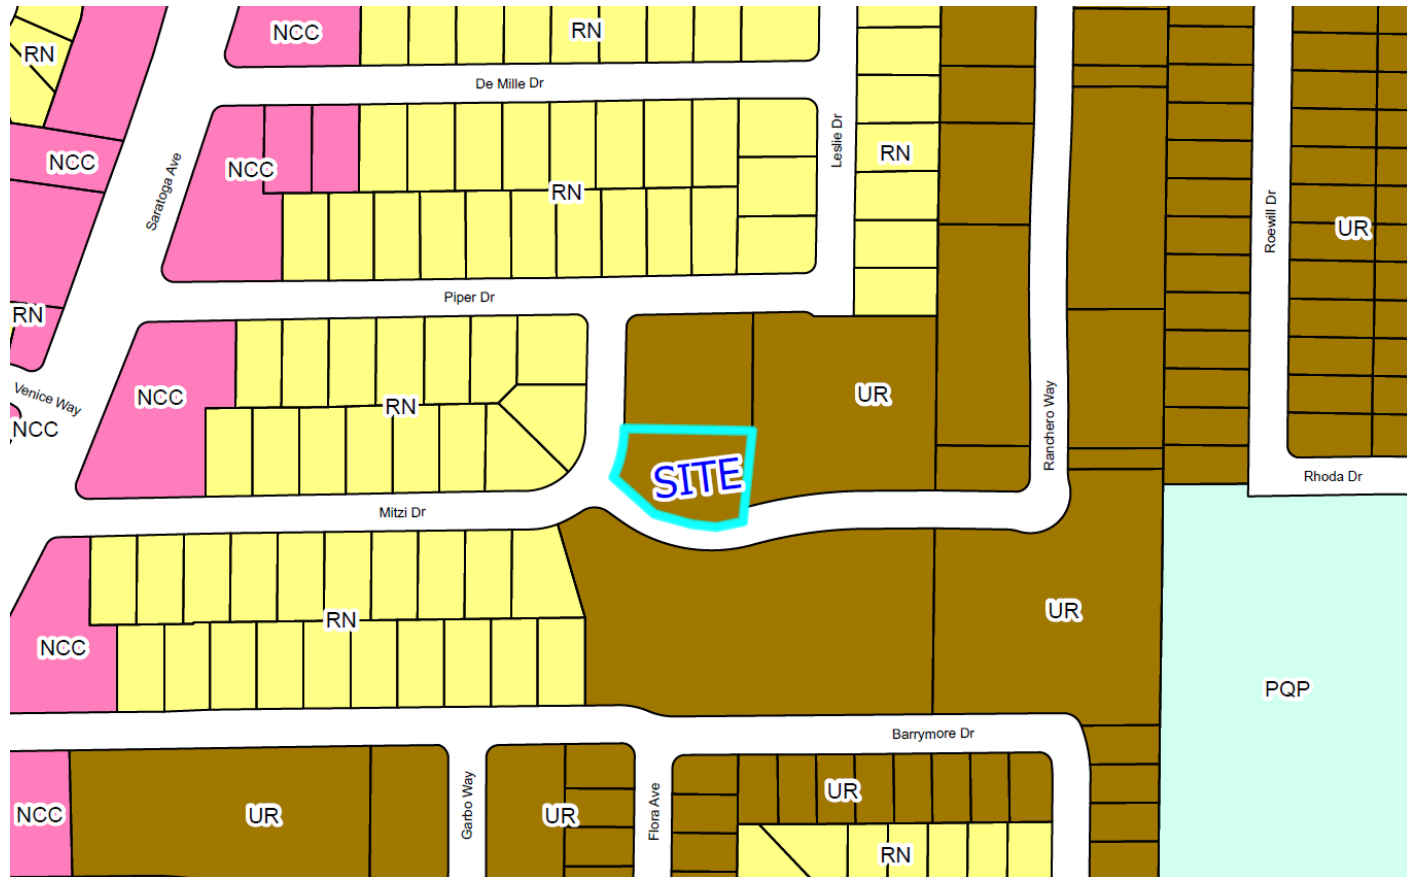 NCC
RN
RN
De Mille Dr
NCC
NCC
RN
RN
Leslie Dr
Saratoga Ave
Roewill Dr
UR
Piper Dr
RN
Venice Way
NCC
NCC
RN
UR
Ranchero Way
SITE
Rhoda Dr
Mitzi Dr
RN
UR
NCC
PQP
Barrymore Dr
NCC
UR
Garbo Way
UR
Flora Ave
UR
RN